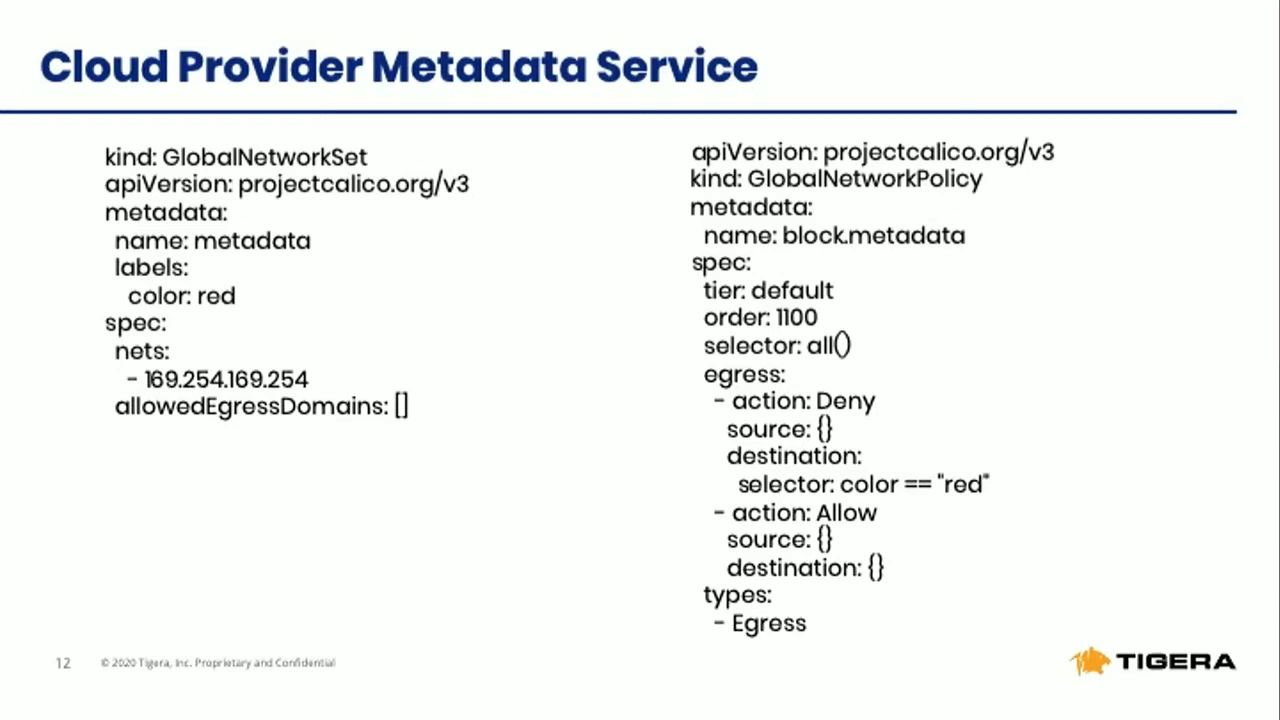 Cloud Provider Metadata Service
kind: GlobalNetworkSet
apiVersion: projectcalico.org/v3
metadata:
  name: metadata
  labels:
    color: red
spec:
  nets:
    - 169.254.169.254
  allowedEgressDomains: []
apiVersion: projectcalico.org/v3
kind: GlobalNetworkPolicy
metadata:
  name: block.metadata
spec:
  tier: default
  order: 1100
  selector: all()
  egress:
    - action: Deny
      source: {}
      destination:
        selector: color == "red"
    - action: Allow
      source: {}
      destination: {}
  types:
    - Egress
12
© 2020 Tigera, Inc. Proprietary and Confidential
TIGERA